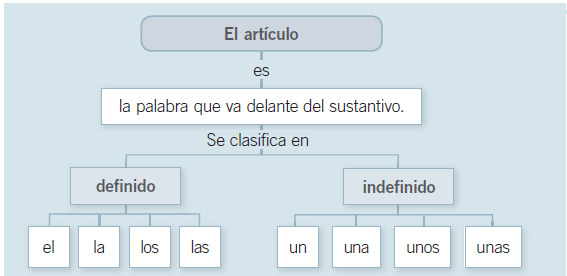 El artículo
es
la palabra que va delante del sustantivo.
Se clasifica en
definido indefinido
el la los las un una unos unas